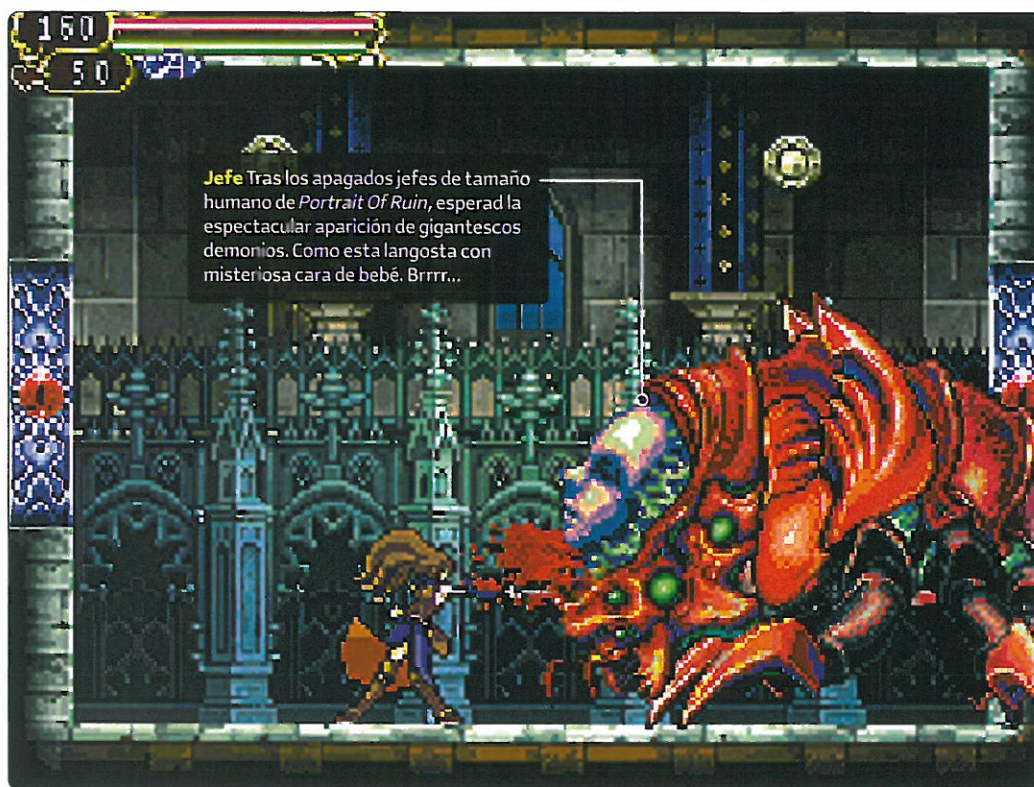 160
50
Jefe Tras los apagados jefes de tamaño
humano de Portrait Of Ruin, esperad la
espectacular aparición de gigantescos
demonios. Como esta langosta con
misteriosa cara de bebé. Brrrr...